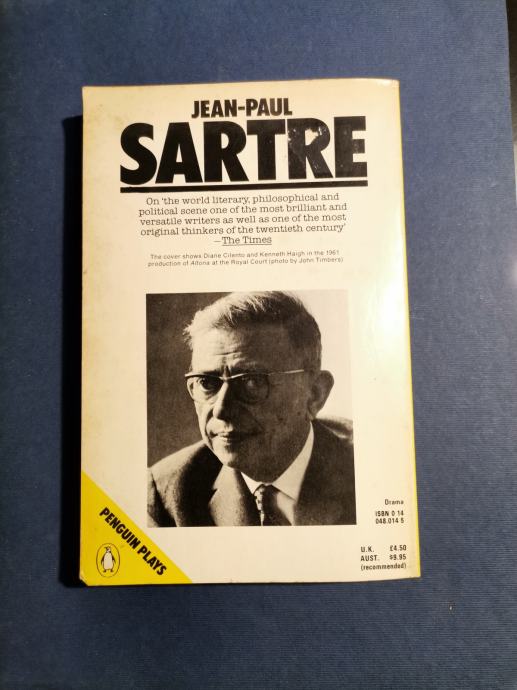 JEAN-PAUL
SARTRE
On 'the world literary, philosophical and
political scene one of the most brilliant and
versatile writers as well as one of the most
original thinkers of the twentieth century'
—The Times
The cover shows Diane Cilento and Kenneth Haigh in the 1961
production of Altona at the Royal Court (photo by John Timbers)
PENGUIN PLAYS
Drama
ISBN 0 14
048.014 5
U.K. £4.50
AUST. $9.95
(recommended)